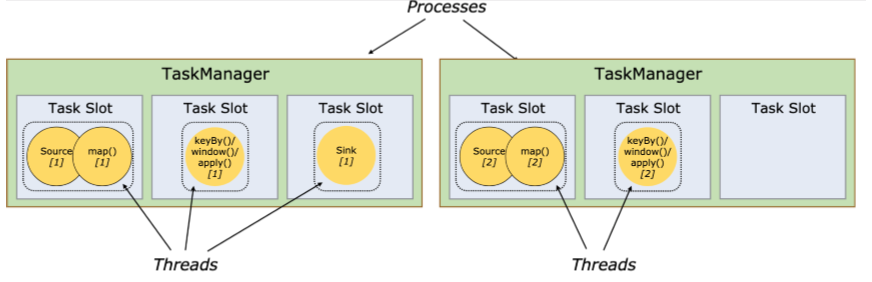 Processes
TaskManager
Task Slot
Source
[1]
map()
[1]
Task Slot
keyBy()/
window()/
apply()
[1]
Task Slot
Sink
[1]
Threads
TaskManager
Task Slot
Source
[2]
map()
[2]
Task Slot
keyBy()/
window()/
apply()
[2]
Task Slot
Threads